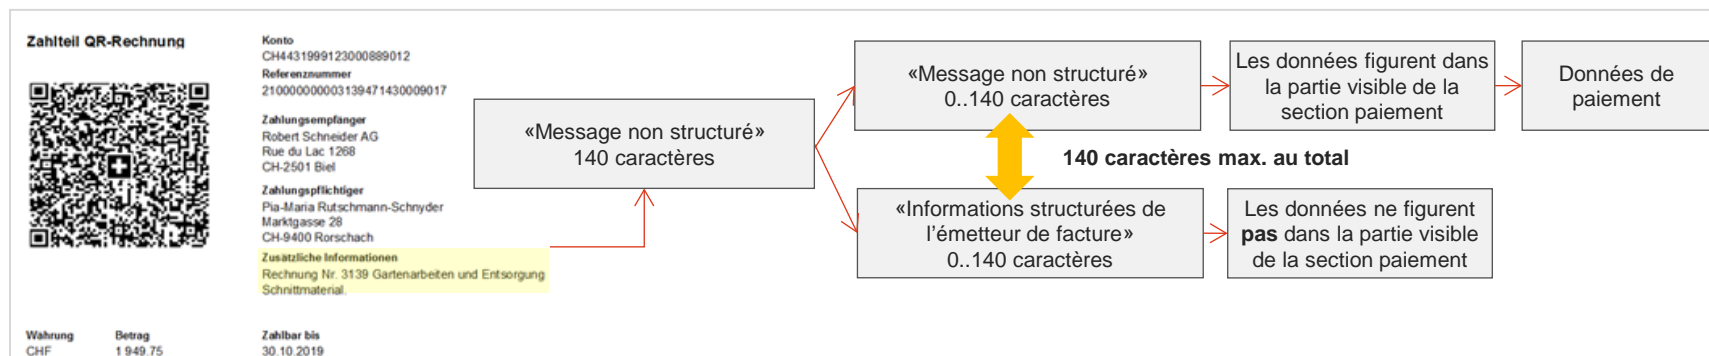 Zahlteil QR-Rechnung
Konto
CH4431999123000889012
Referenznummer
210000000003139471430009017
Zahlungsempfänger
Robert Schneider AG
Rue du Lac 1268
CH-2501 Biel
Zahlungspflichtiger
Pia-Maria Rutschmann-Schnyder
Marktgasse 28
CH-9400 Rorschach
Zusätzliche Informationen
Rechnung Nr. 3139 Gartenarbeiten und Entsorgung
Schnittmaterial.
Währung
CHF
Betrag
1 949.75
Zahlbar bis
30.10.2019
«Message non structuré»
140 caractères
«Message non structuré»
0..140 caractères
Les données figurent dans
la partie visible de la
section paiement
Données de
paiement
140 caractères max. au total
«Informations structurées de
l’émetteur de facture»
0..140 caractères
Les données ne figurent
pas dans la partie visible
de la section paiement